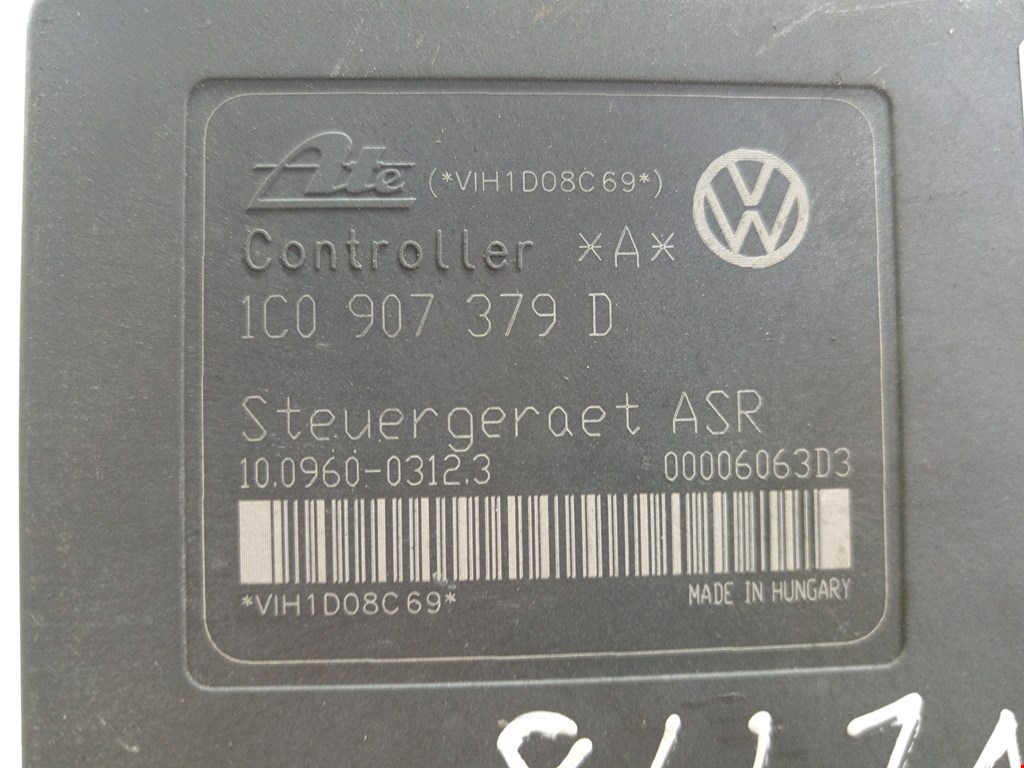 Ate (*VIH1D08C69*)
Controller *A*
1C0 907 379 D
Steuergeraet ASR
10.0960-0312.3 00006063D3
*VIH1D08C69*
MADE IN HUNGARY